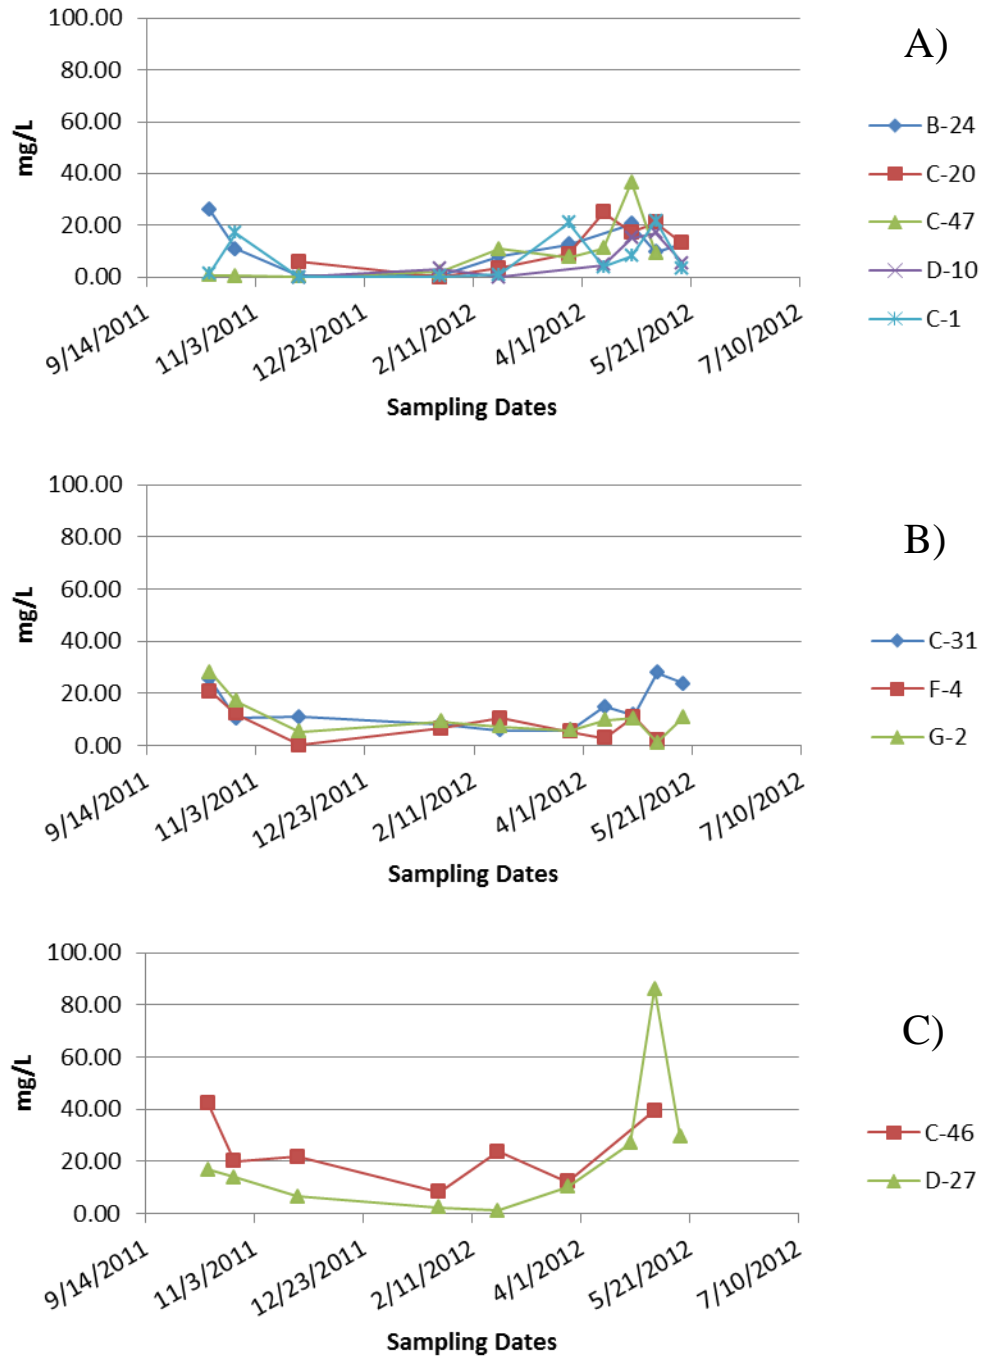 100.00
80.00
60.00
40.00
20.00
0.00
mg/L
9/14/2011
11/3/2011
12/23/2011
2/11/2012
4/1/2012
5/21/2012
7/10/2012
Sampling Dates
A)
B-24
C-20
C-47
D-10
C-1
100.00
80.00
60.00
40.00
20.00
0.00
mg/L
9/14/2011
11/3/2011
12/23/2011
2/11/2012
4/1/2012
5/21/2012
7/10/2012
Sampling Dates
B)
C-31
F-4
G-2
100.00
80.00
60.00
40.00
20.00
0.00
mg/L
9/14/2011
11/3/2011
12/23/2011
2/11/2012
4/1/2012
5/21/2012
7/10/2012
Sampling Dates
C)
C-46
D-27